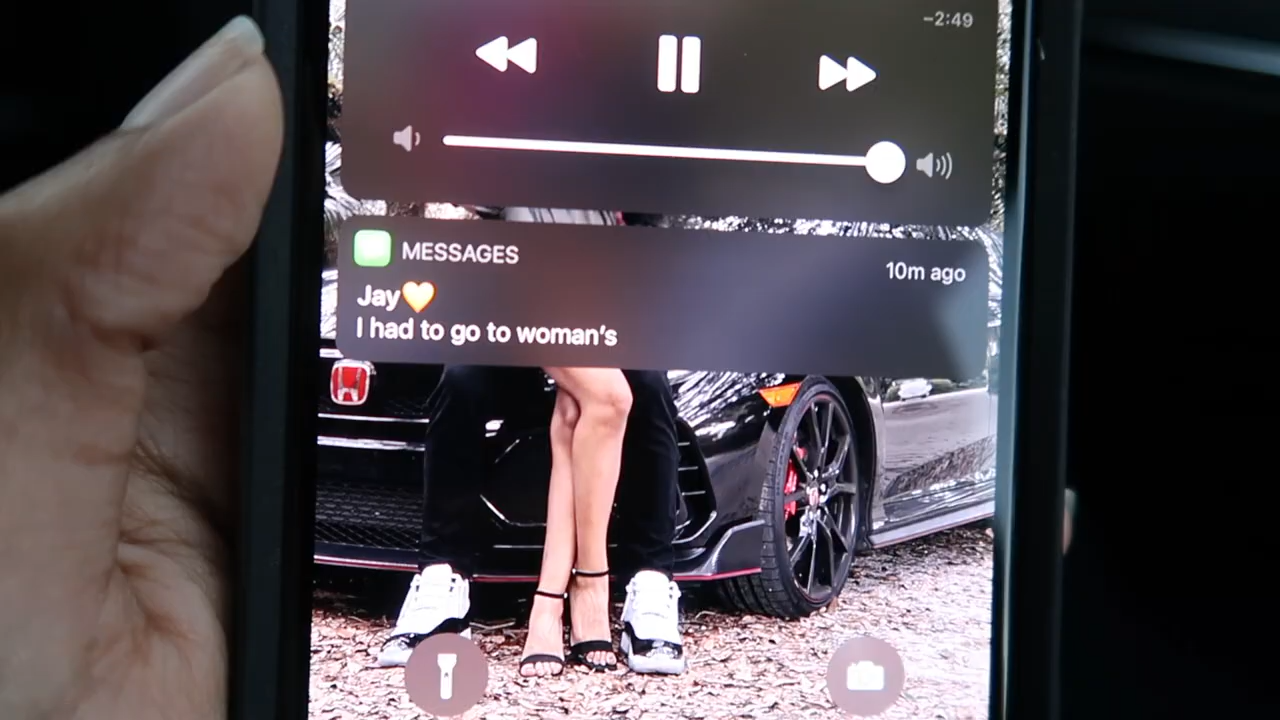 -2:49
MESSAGES
10m ago
Jay💛
I had to go to woman's